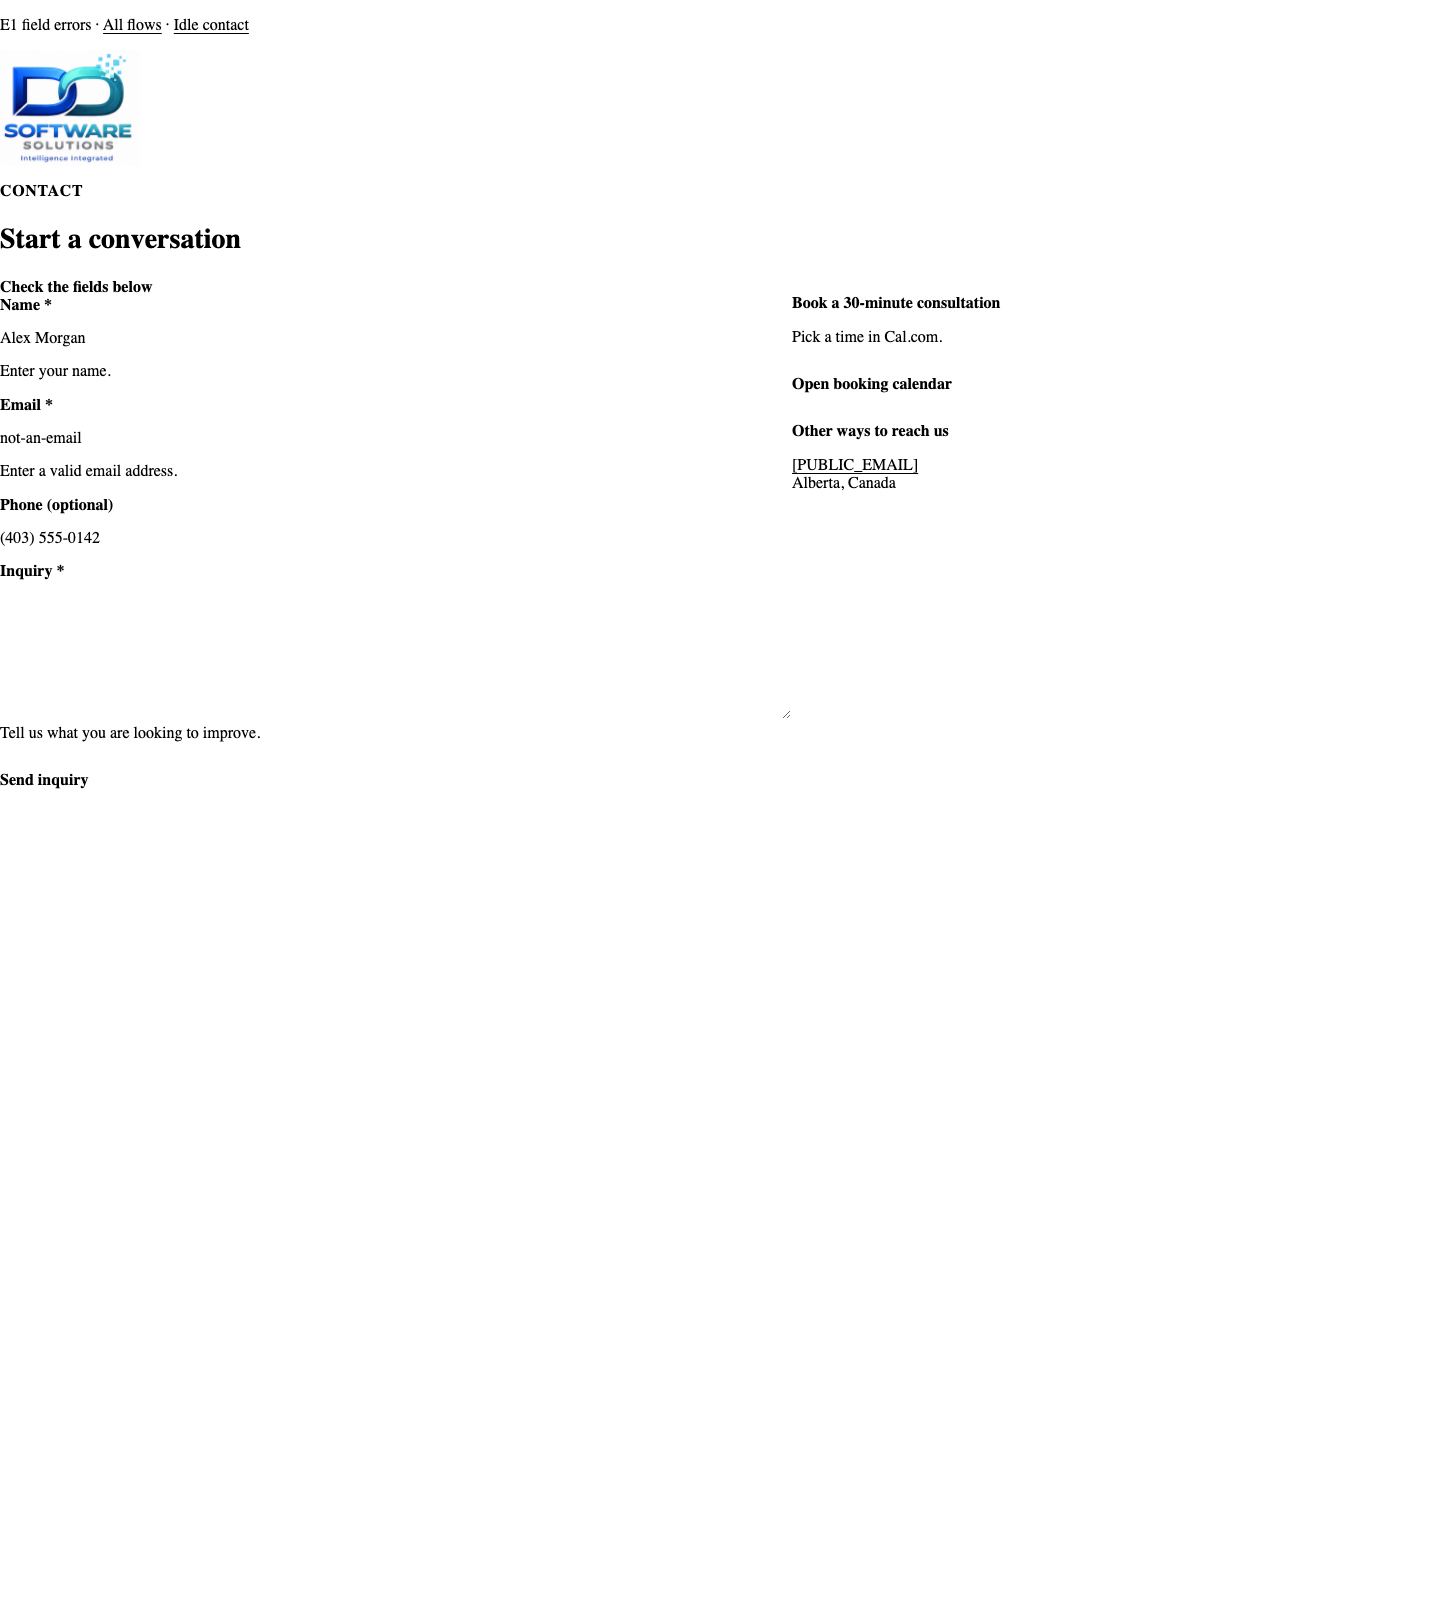 E1 field errors · All flows · Idle contact
DO
SOFTWARE
SOLUTIONS
Intelligence Integrated
CONTACT
Start a conversation
Check the fields below
Name *
Alex Morgan
Enter your name.
Email *
not-an-email
Enter a valid email address.
Phone (optional)
(403) 555-0142
Inquiry *
Tell us what you are looking to improve.
Send inquiry
Book a 30-minute consultation
Pick a time in Cal.com.
Open booking calendar
Other ways to reach us
[PUBLIC_EMAIL]
Alberta, Canada